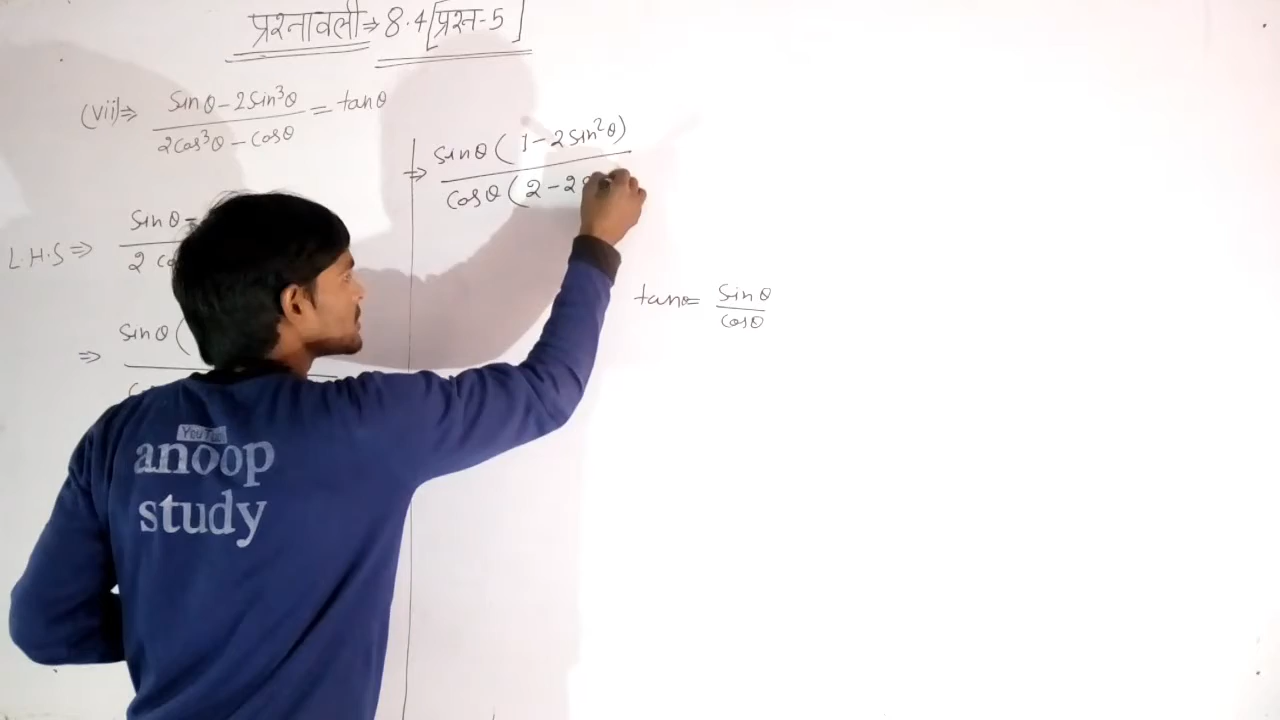 प्रश्नावली⇒ 8.4[प्रश्न-5]
(vii)⇒ sinθ-2sin³θ = tanθ
2cos³θ-cosθ
L.H.S⇒ sinθ-
2
⇒ sinθ(
⇒ sinθ(1-2sin²θ)
cosθ(2-2
tanθ= sinθ
cosθ
YouTube
anoop
study